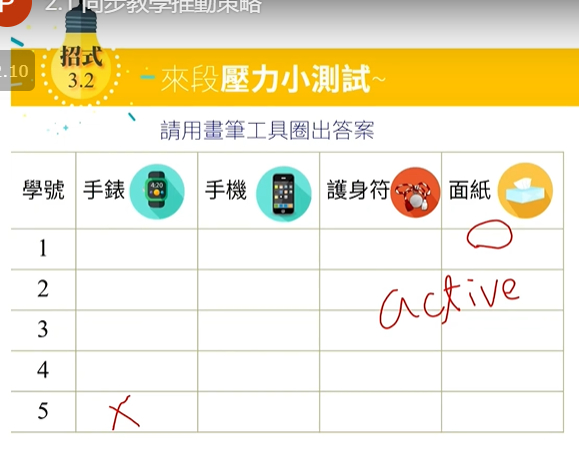 2.1 同步教學推動策略
2.10
招式
3.2
來段壓力小測試~
請用畫筆工具圈出答案
學號 手錶 手機 護身符 面紙
4:20
1
2
active
3
4
5